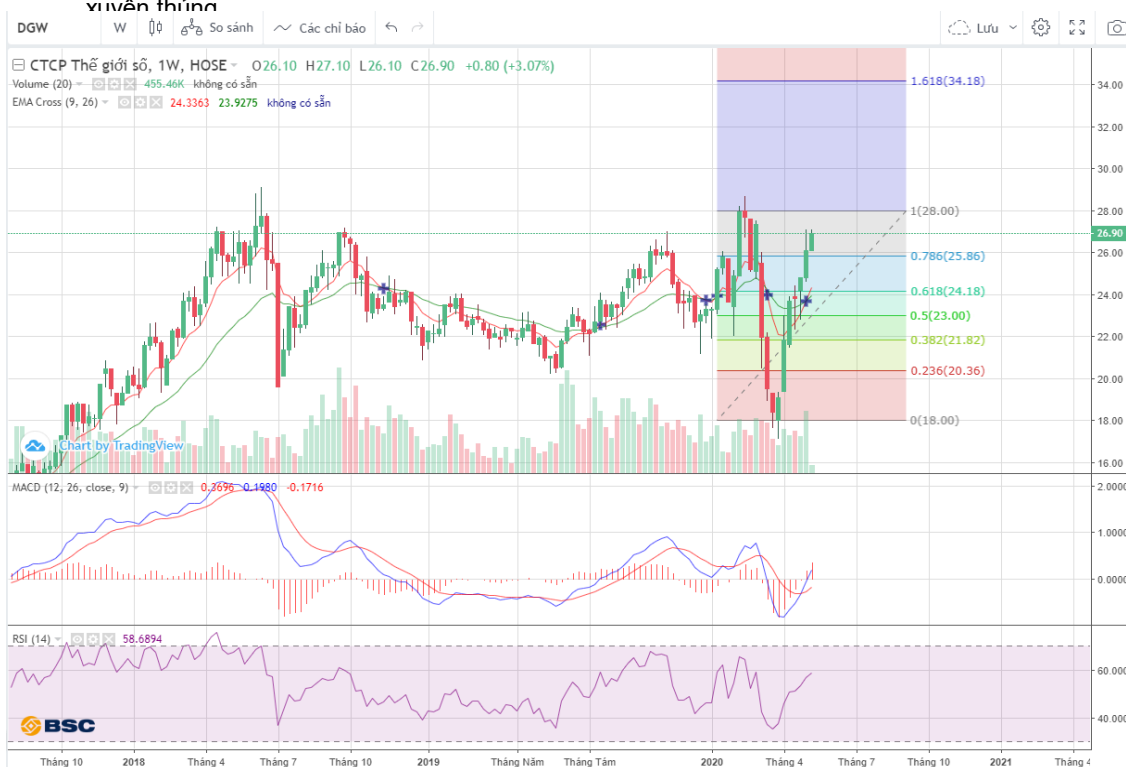 xuyên thủng
DGW W So sánh Các chỉ báo Lưu
CTCP Thế giới số, 1W, HOSE O26.10 H27.10 L26.10 C26.90 +0.80 (+3.07%)
Volume (20) 455.46K không có sẵn
EMA Cross (9, 26) 24.3363 23.9275 không có sẵn
1.618(34.18)
1(28.00)
0.786(25.86)
0.618(24.18)
0.5(23.00)
0.382(21.82)
0.236(20.36)
0(18.00)
34.00
32.00
30.00
28.00
26.90
26.00
24.00
22.00
20.00
18.00
16.00
Chart by TradingView
MACD (12, 26, close, 9) 0.3696 0.1980 -0.1716
2.0000
1.0000
0.0000
RSI (14) 58.6894
60.0000
40.0000
BSC
Tháng 10 2018 Tháng 4 Tháng 7 Tháng 10 2019 Tháng Năm Tháng Tám 2020 Tháng 4 Tháng 7 Tháng 10 2021 Tháng 4